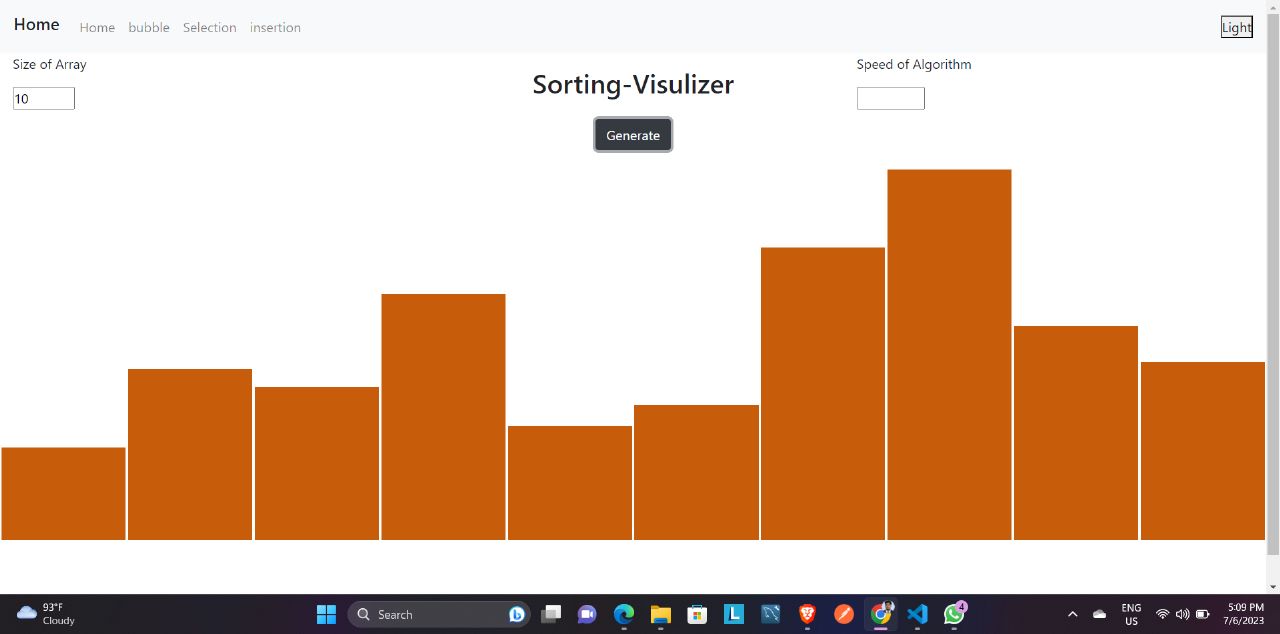 Home Home bubble Selection insertion Light
Size of Array
10
Sorting-Visulizer
Generate
Speed of Algorithm
93°F
Cloudy
Search
L
4
ENG
US
5:09 PM
7/6/2023